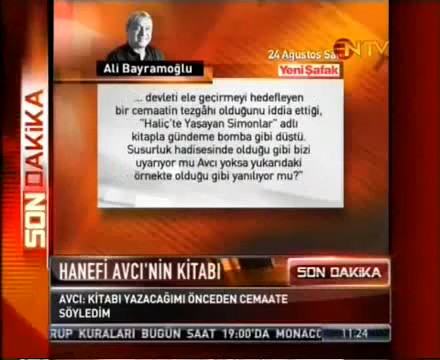 24 Ağustos Sa
NTV
Ali Bayramoğlu
Yeni Şafak
... devleti ele geçirmeyi hedefleyen
bir cemaatin tezgâhı olduğunu iddia ettiği,
"Haliç'te Yaşayan Simonlar" adlı
kitapla gündeme bomba gibi düştü.
Susurluk hadisesinde olduğu gibi bizi
uyarıyor mu Avcı yoksa yukarıdaki
örnekte olduğu gibi yanılıyor mu?"
SON DAKİKA
HANEFİ AVCI'NIN KİTABI
SON DAKİKA
AVCI: KİTABI YAZACAĞIMI ÖNCEDEN CEMAATE
SÖYLEDİM
RUP KURALARI BUGÜN SAAT 19:00'DA MONACO
11:24